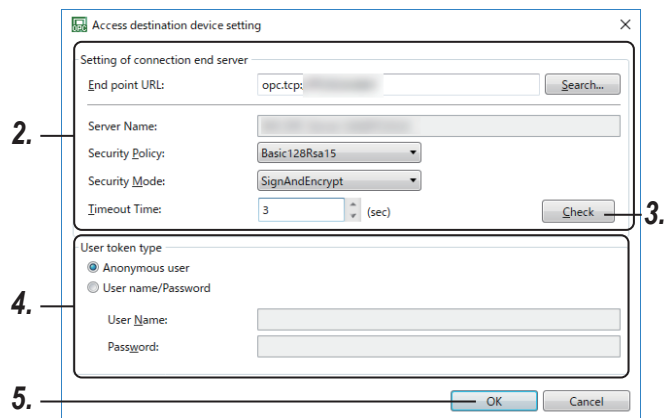 OPC Access destination device setting
Setting of connection end server
End point URL: opc.tcp: Search...
2.
Server Name:
Security Policy: Basic128Rsa15
Security Mode: SignAndEncrypt
Timeout Time: 3 (sec) Check 3.
User token type
Anonymous user
User name/Password
4.
User Name:
Password:
5. OK Cancel